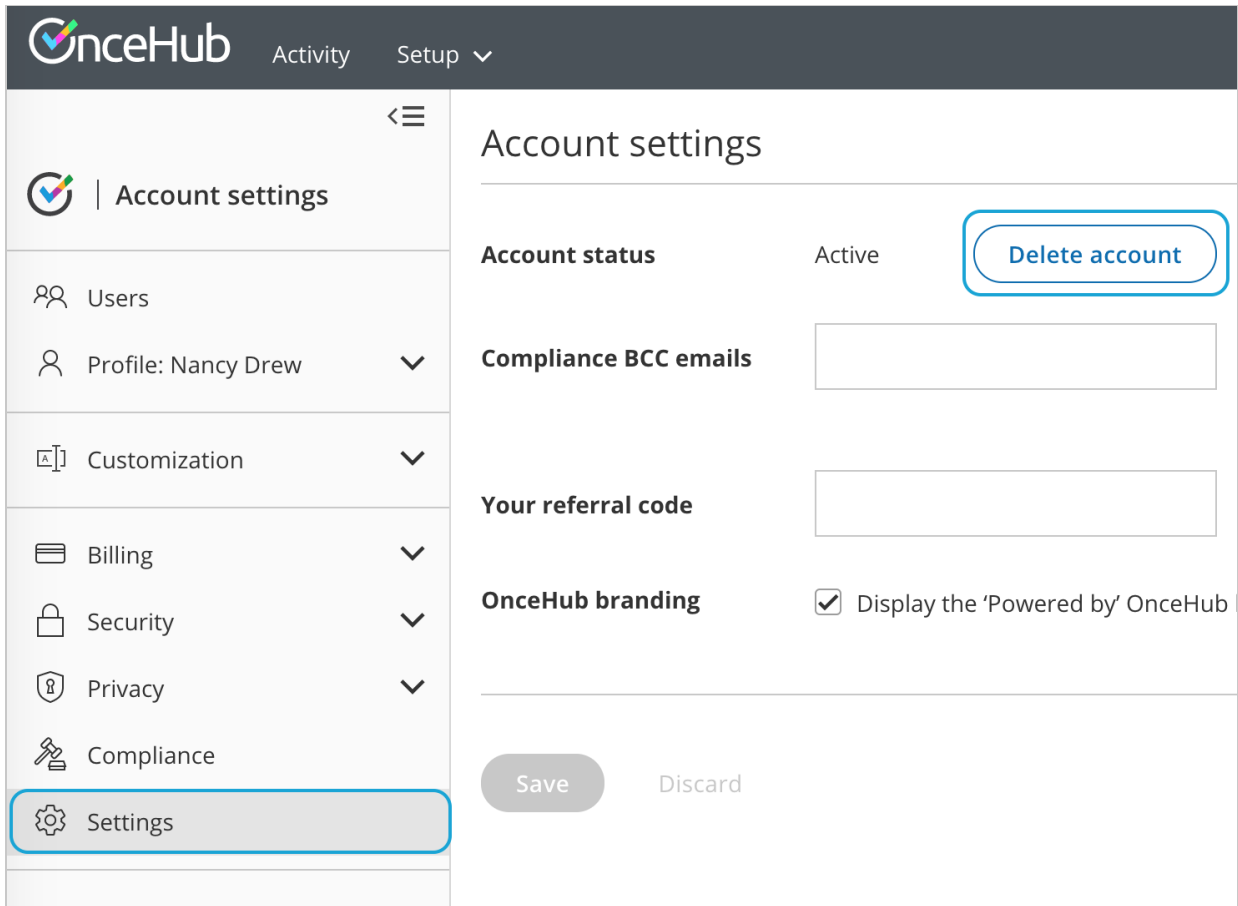 OnceHub
Activity
Setup
Account settings
Users
Profile: Nancy Drew
Customization
Billing
Security
Privacy
Compliance
Settings
Account settings
Account status Active Delete account
Compliance BCC emails
Your referral code
OnceHub branding Display the ‘Powered by’ OnceHub
Save Discard